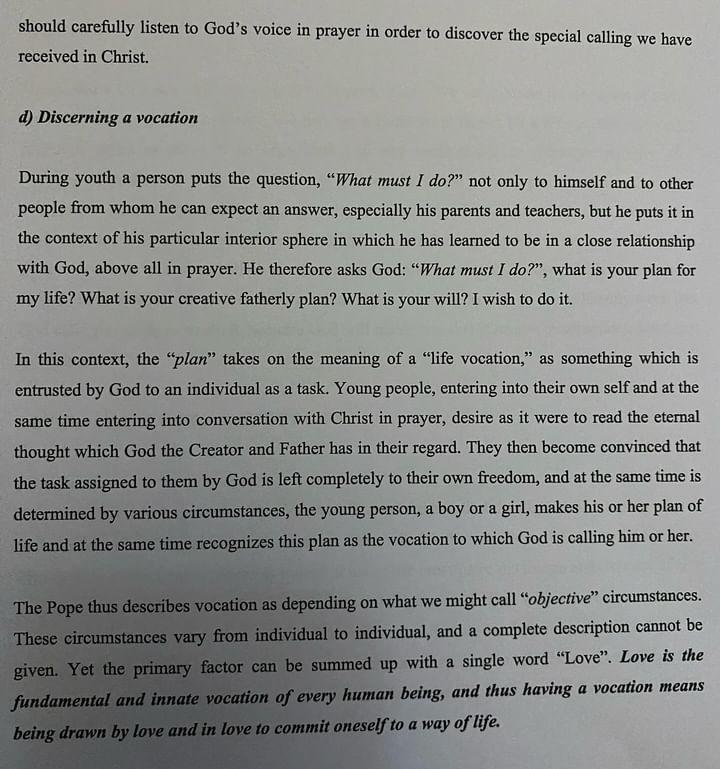 should carefully listen to God's voice in prayer in order to discover the special calling we have
received in Christ.
d) Discerning a vocation
During youth a person puts the question, “What must I do?” not only to himself and to other
people from whom he can expect an answer, especially his parents and teachers, but he puts it in
the context of his particular interior sphere in which he has learned to be in a close relationship
with God, above all in prayer. He therefore asks God: “What must I do?”, what is your plan for
my life? What is your creative fatherly plan? What is your will? I wish to do it.
In this context, the “plan” takes on the meaning of a “life vocation,” as something which is
entrusted by God to an individual as a task. Young people, entering into their own self and at the
same time entering into conversation with Christ in prayer, desire as it were to read the eternal
thought which God the Creator and Father has in their regard. They then become convinced that
the task assigned to them by God is left completely to their own freedom, and at the same time is
determined by various circumstances, the young person, a boy or a girl, makes his or her plan of
life and at the same time recognizes this plan as the vocation to which God is calling him or her.
The Pope thus describes vocation as depending on what we might call “objective” circumstances.
These circumstances vary from individual to individual, and a complete description cannot be
given. Yet the primary factor can be summed up with a single word “Love”. Love is the
fundamental and innate vocation of every human being, and thus having a vocation means
being drawn by love and in love to commit oneself to a way of life.